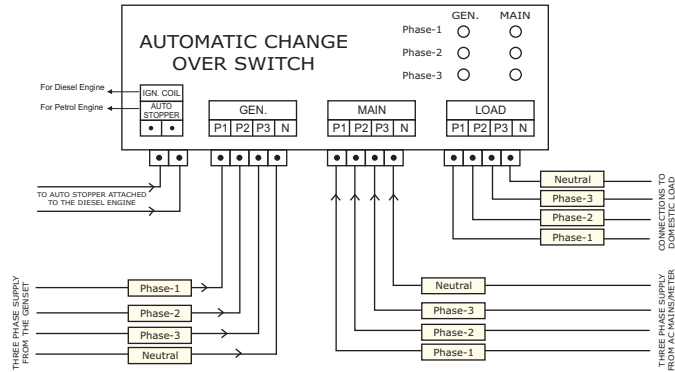 GEN. MAIN
Phase-1
Phase-2
Phase-3
AUTOMATIC CHANGE
OVER SWITCH
For Diesel Engine
For Petrol Engine
IGN. COIL
AUTO
STOPPER
GEN.
P1 P2 P3 N
MAIN
P1 P2 P3 N
LOAD
P1 P2 P3 N
TO AUTO STOPPER ATTACHED
TO THE DIESEL ENGINE
Neutral
Phase-3
Phase-2
Phase-1
CONNECTIONS TO
DOMESTIC LOAD
THREE PHASE SUPPLY
FROM THE GENSET
Phase-1
Phase-2
Phase-3
Neutral
Neutral
Phase-3
Phase-2
Phase-1
THREE PHASE SUPPLY
FROM AC MAINS/METER